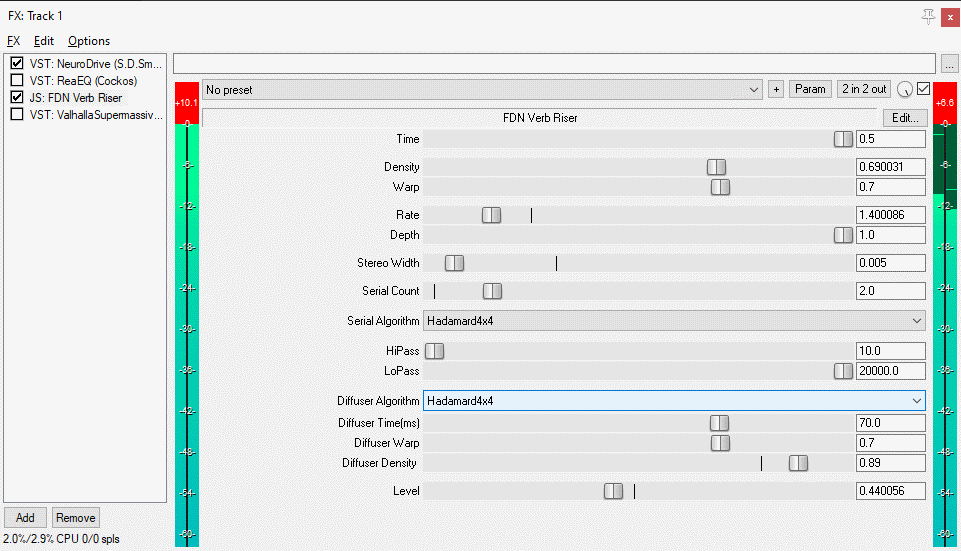 FX: Track 1
FX Edit Options
VST: NeuroDrive (S.D.Sm...
VST: ReaEQ (Cockos)
JS: FDN Verb Riser
VST: ValhallaSupermassiv...
...
No preset
+ Param 2 in 2 out
FDN Verb Riser
Edit...
+10.1
-0-
-6-
-12-
-18-
-24-
-30-
-36-
-42-
-48-
-54-
-60-
Time 0.5
Density 0.690031
Warp 0.7
Rate 1.400086
Depth 1.0
Stereo Width 0.005
Serial Count 2.0
Serial Algorithm Hadamard4x4
HiPass 10.0
LoPass 20000.0
Diffuser Algorithm Hadamard4x4
Diffuser Time(ms) 70.0
Diffuser Warp 0.7
Diffuser Density 0.89
Level 0.440056
+6.6
-0-
-6-
-12-
-18-
-24-
-30-
-36-
-42-
-48-
-54-
-60-
Add Remove
2.0%/2.9% CPU 0/0 spls